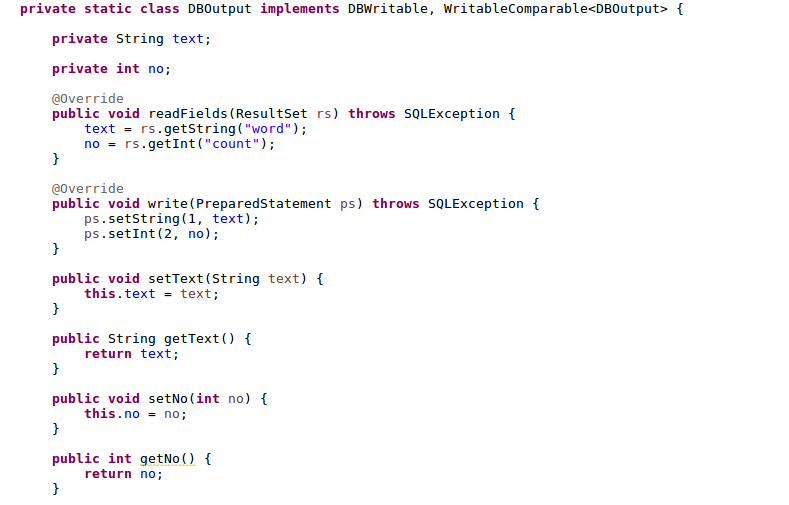 private static class DBOutput implements DBWritable, WritableComparable<DBOutput> {
private String text;
private int no;
@Override
public void readFields(ResultSet rs) throws SQLException {
text = rs.getString("word");
no = rs.getInt("count");
}
@Override
public void write(PreparedStatement ps) throws SQLException {
ps.setString(1, text);
ps.setInt(2, no);
}
public void setText(String text) {
this.text = text;
}
public String getText() {
return text;
}
public void setNo(int no) {
this.no = no;
}
public int getNo() {
return no;
}